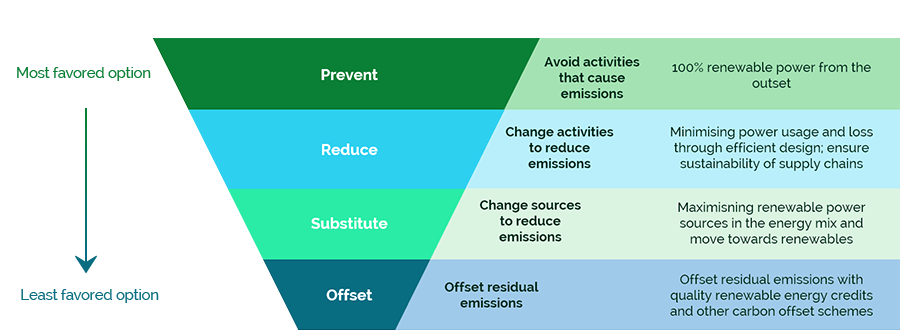 Most favored option
Least favored option
Prevent
Avoid activities
that cause
emissions
100% renewable power from the
outset
Reduce
Change activities
to reduce
emissions
Minimising power usage and loss
through efficient design; ensure
sustainability of supply chains
Substitute
Change sources
to reduce
emissions
Maximisning renewable power
sources in the energy mix and
move towards renewables
Offset
Offset residual
emissions
Offset residual emissions with
quality renewable energy credits
and other carbon offset schemes